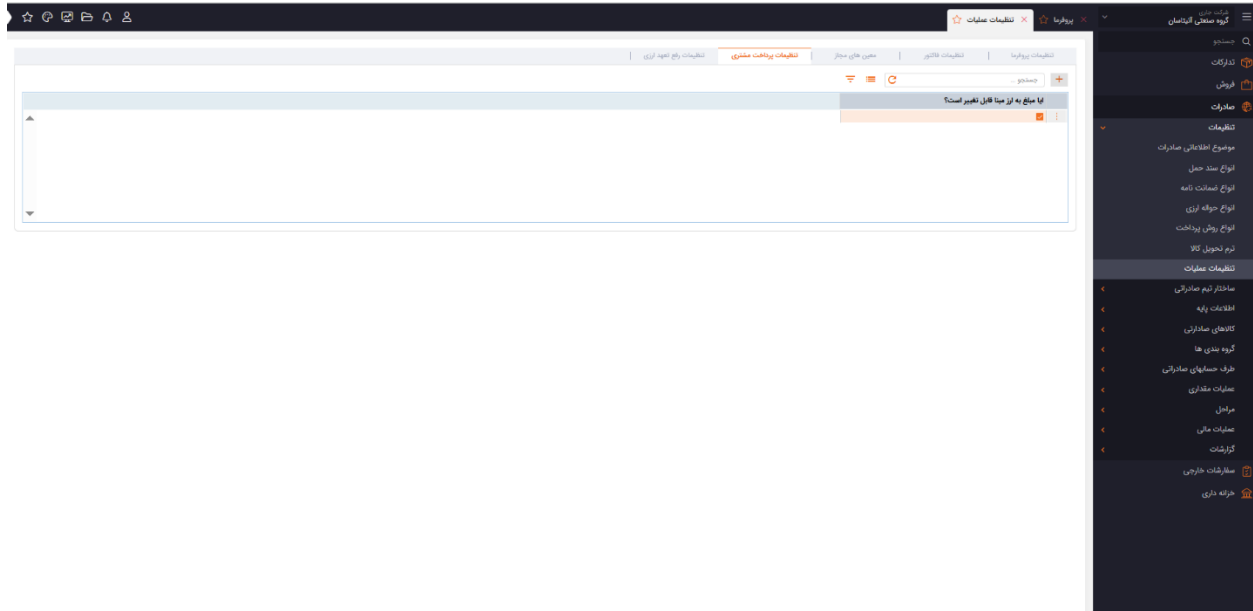 شرکت جاری
گروه صنعتی آلیتاسان
پروفرما
تنظیمات عملیات
جستجو
تدارکات
فروش
صادرات
تنظیمات
موضوع اطلاعاتی صادرات
انواع سند حمل
انواع ضمانت نامه
انواع حواله ارزی
انواع روش پرداخت
ترم تحویل کالا
تنظیمات عملیات
ساختار تیم صادراتی
اطلاعات پایه
کالاهای صادارتی
گروه بندی ها
طرف حسابهای صادراتی
عملیات مقداری
مراحل
عملیات مالی
گزارشات
سفارشات خارجی
خزانه داری
تنظیمات پروفرما | تنظیمات فاکتور | معین های مجاز | تنظیمات پرداخت مشتری | تنظیمات رفع تعهد ارزی |
جستجو ...
ایا مبلغ به ارز مبنا قابل تغییر است؟